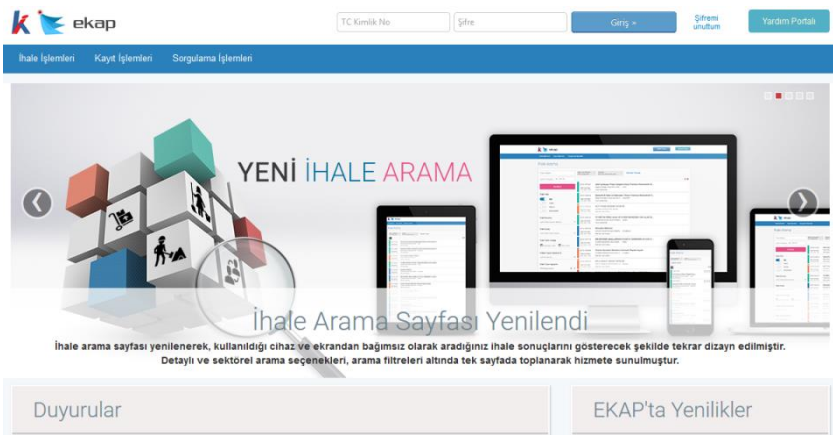 ekap
TC Kimlik No
Şifre
Giriş »
Şifremi
unuttum
Yardım Portalı
İhale İşlemleri
Kayıt İşlemleri
Sorgulama İşlemleri
YENİ İHALE ARAMA
İhale Arama Sayfası Yenilendi
İhale arama sayfası yenilenerek, kullanıldığı cihaz ve ekrandan bağımsız olarak aradığınız ihale sonuçlarını gösterecek şekilde tekrar dizayn edilmiştir.
Detaylı ve sektörel arama seçenekleri, arama filtreleri altında tek sayfada toplanarak hizmete sunulmuştur.
Duyurular
EKAP'ta Yenilikler